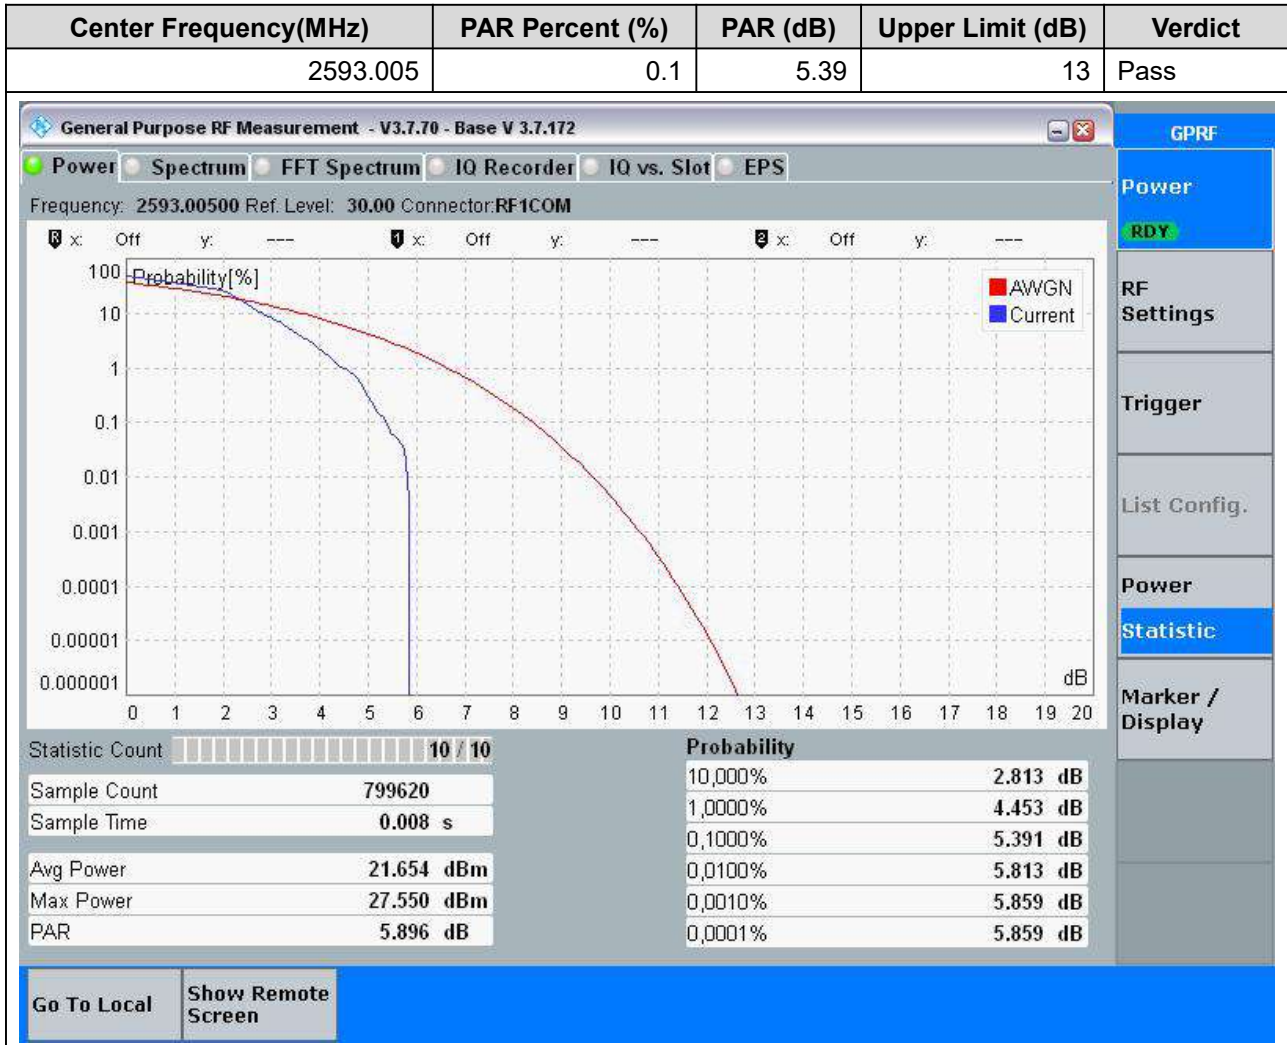 Center Frequency(MHz) PAR Percent (%) PAR (dB) Upper Limit (dB) Verdict
2593.005 0.1 5.39 13 Pass
General Purpose RF Measurement - V3.7.70 - Base V 3.7.172
GPRF
Power Spectrum FFT Spectrum IQ Recorder IQ vs. Slot EPS
Frequency: 2593.00500 Ref. Level: 30.00 Connector:RF1COM
R x: Off y: --- 1 x: Off y: --- 2 x: Off y: ---
Probability[%]
AWGN
Current
100
10
1
0.1
0.01
0.001
0.0001
0.00001
0.000001
dB
0 1 2 3 4 5 6 7 8 9 10 11 12 13 14 15 16 17 18 19 20
Statistic Count 10 / 10
Sample Count 799620
Sample Time 0.008 s
Avg Power 21.654 dBm
Max Power 27.550 dBm
PAR 5.896 dB
Probability
10,000% 2.813 dB
1,0000% 4.453 dB
0,1000% 5.391 dB
0,0100% 5.813 dB
0,0010% 5.859 dB
0,0001% 5.859 dB
Power
RDY
RF
Settings
Trigger
List Config.
Power
Statistic
Marker /
Display
Go To Local
Show Remote
Screen